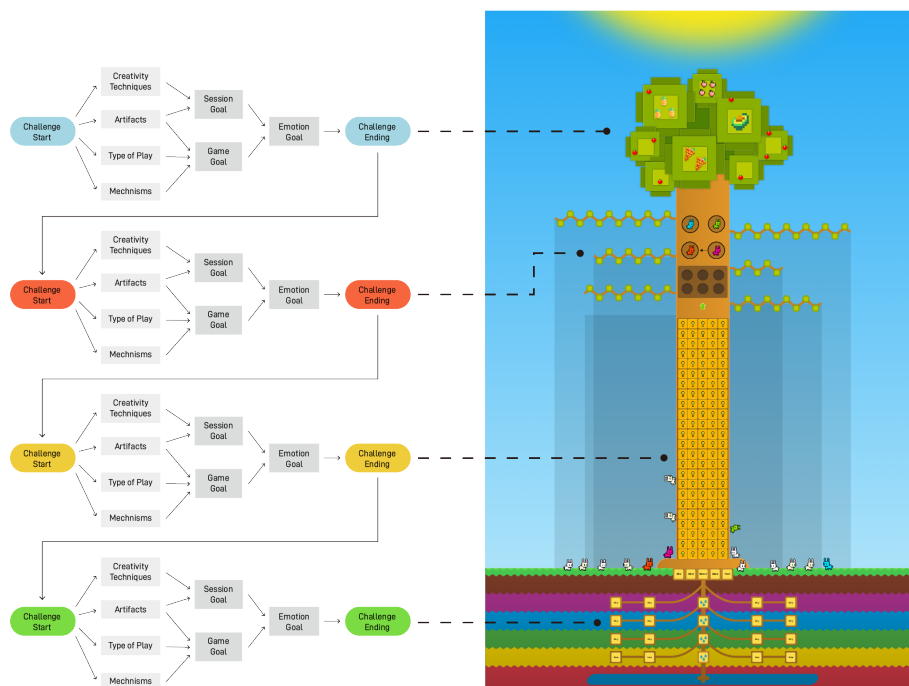 Creativity
Techniques
Session
Goal
Challenge
Start
Artifacts
Emotion
Goal
Challenge
Ending
Type of Play
Game
Goal
Mechnisms
Creativity
Techniques
Session
Goal
Challenge
Start
Artifacts
Emotion
Goal
Challenge
Ending
Type of Play
Game
Goal
Mechnisms
Creativity
Techniques
Session
Goal
Challenge
Start
Artifacts
Emotion
Goal
Challenge
Ending
Type of Play
Game
Goal
Mechnisms
Creativity
Techniques
Session
Goal
Challenge
Start
Artifacts
Emotion
Goal
Challenge
Ending
Type of Play
Game
Goal
Mechnisms